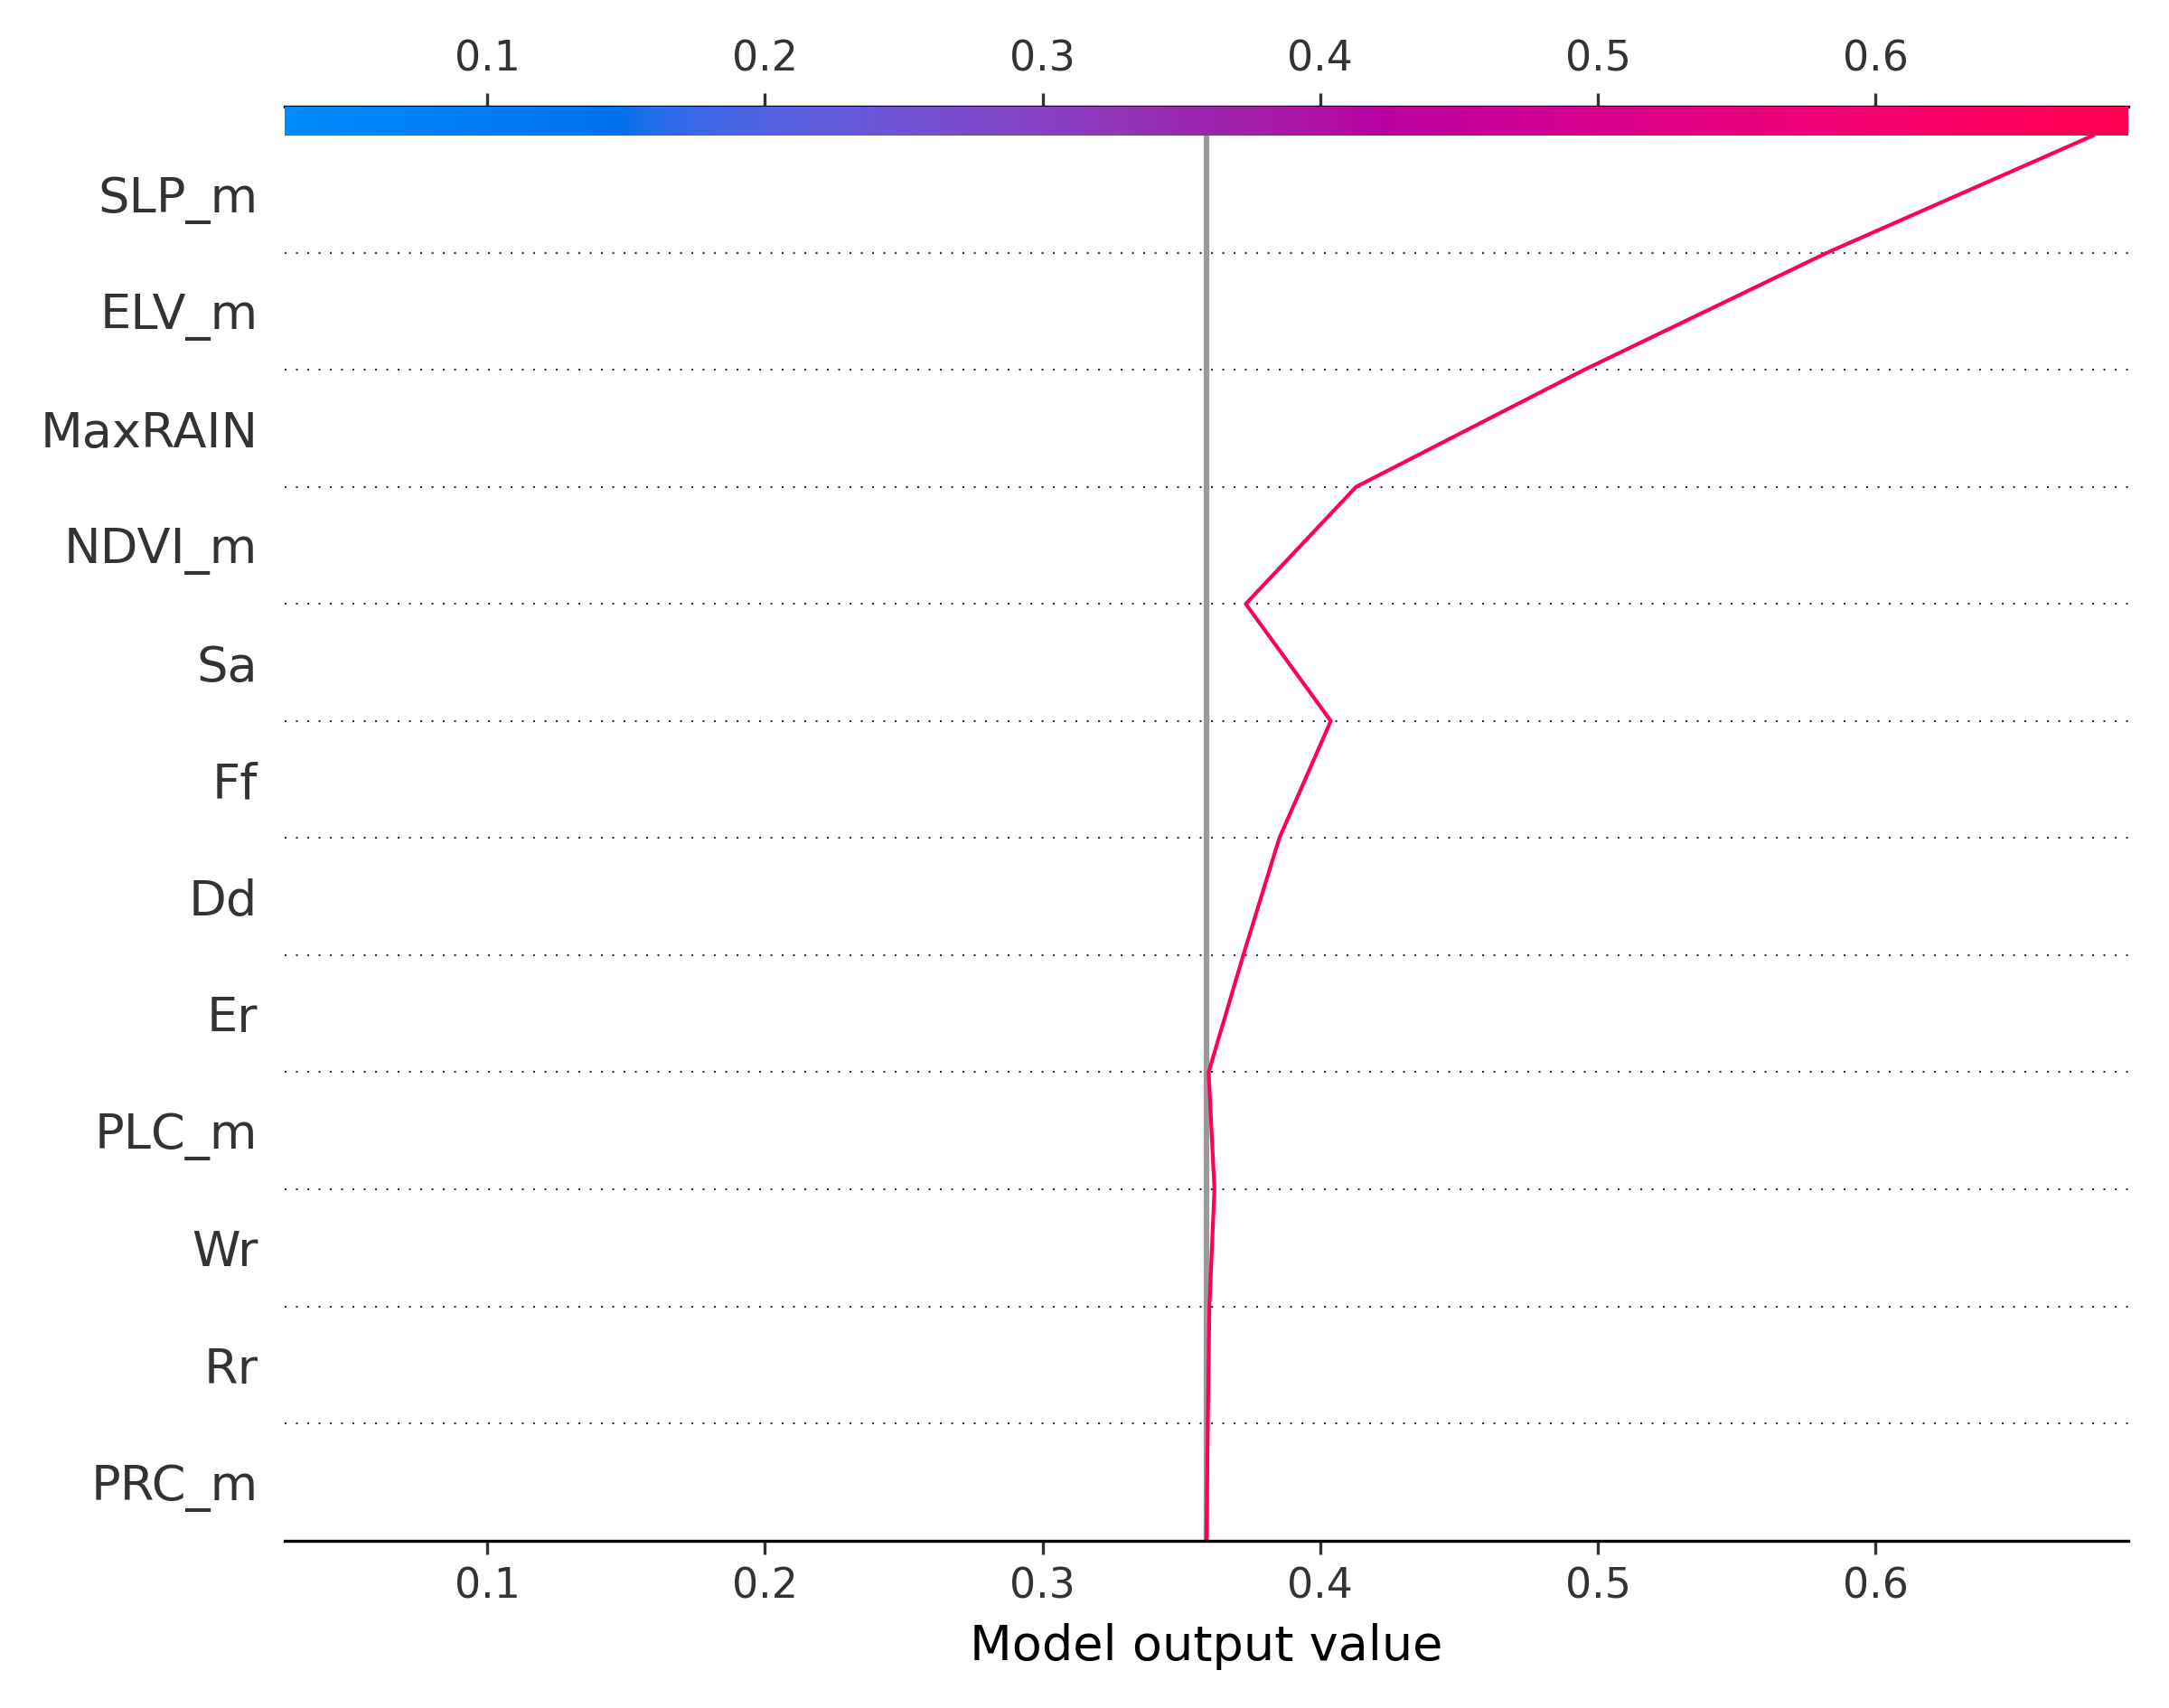 0.1 0.2 0.3 0.4 0.5 0.6
SLP_m
ELV_m
MaxRAIN
NDVI_m
Sa
Ff
Dd
Er
PLC_m
Wr
Rr
PRC_m
0.1 0.2 0.3 0.4 0.5 0.6
Model output value